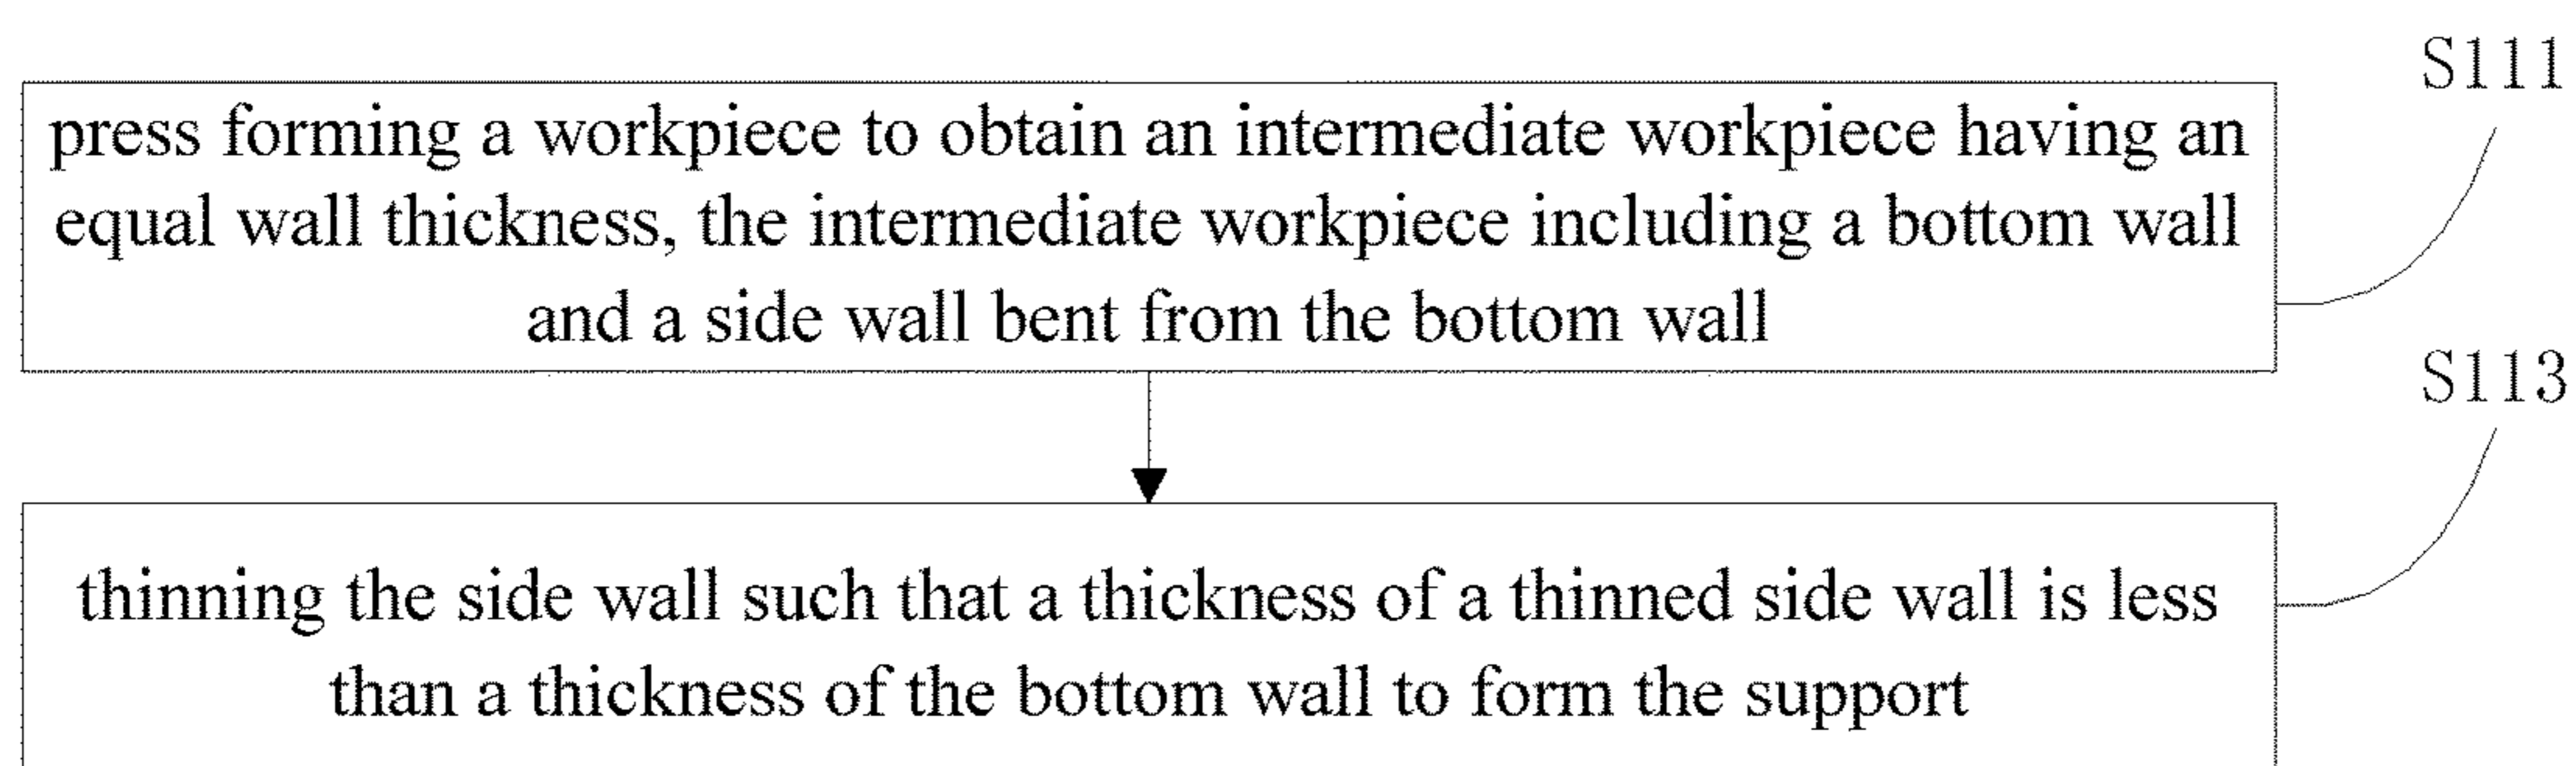 S111
press forming a workpiece to obtain an intermediate workpiece having an
equal wall thickness, the intermediate workpiece including a bottom wall
and a side wall bent from the bottom wall
S113
thinning the side wall such that a thickness of a thinned side wall is less
than a thickness of the bottom wall to form the support